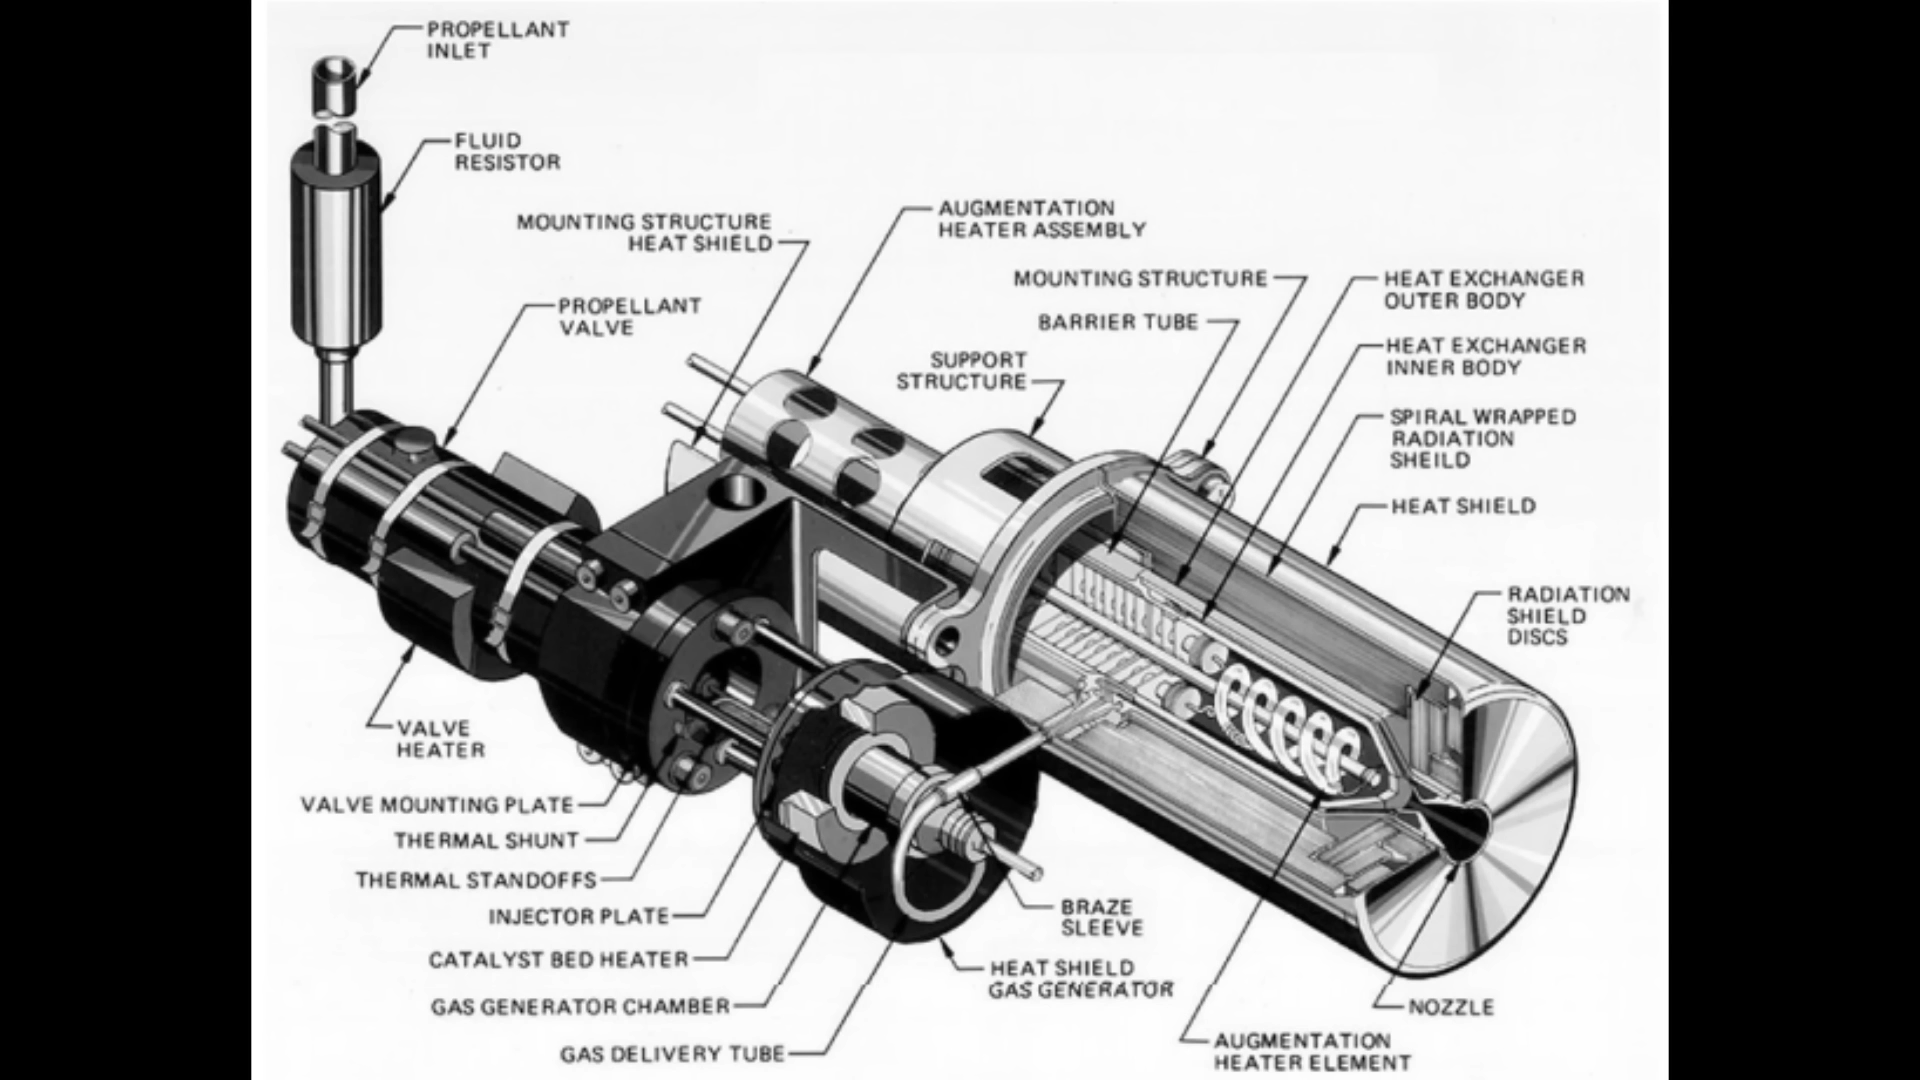 PROPELLANT
INLET
FLUID
RESISTOR
MOUNTING STRUCTURE
HEAT SHIELD
AUGMENTATION
HEATER ASSEMBLY
PROPELLANT
VALVE
MOUNTING STRUCTURE
BARRIER TUBE
SUPPORT
STRUCTURE
HEAT EXCHANGER
OUTER BODY
HEAT EXCHANGER
INNER BODY
SPIRAL WRAPPED
RADIATION
SHEILD
HEAT SHIELD
RADIATION
SHIELD
DISCS
VALVE
HEATER
VALVE MOUNTING PLATE
THERMAL SHUNT
THERMAL STANDOFFS
INJECTOR PLATE
CATALYST BED HEATER
GAS GENERATOR CHAMBER
GAS DELIVERY TUBE
BRAZE
SLEEVE
HEAT SHIELD
GAS GENERATOR
NOZZLE
AUGMENTATION
HEATER ELEMENT